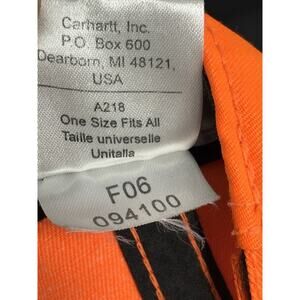 Carhartt, Inc.
P.O. Box 600
Dearborn, MI 48121,
USA
A218
One Size Fits All
Taille universelle
Unitalla
F06
094100